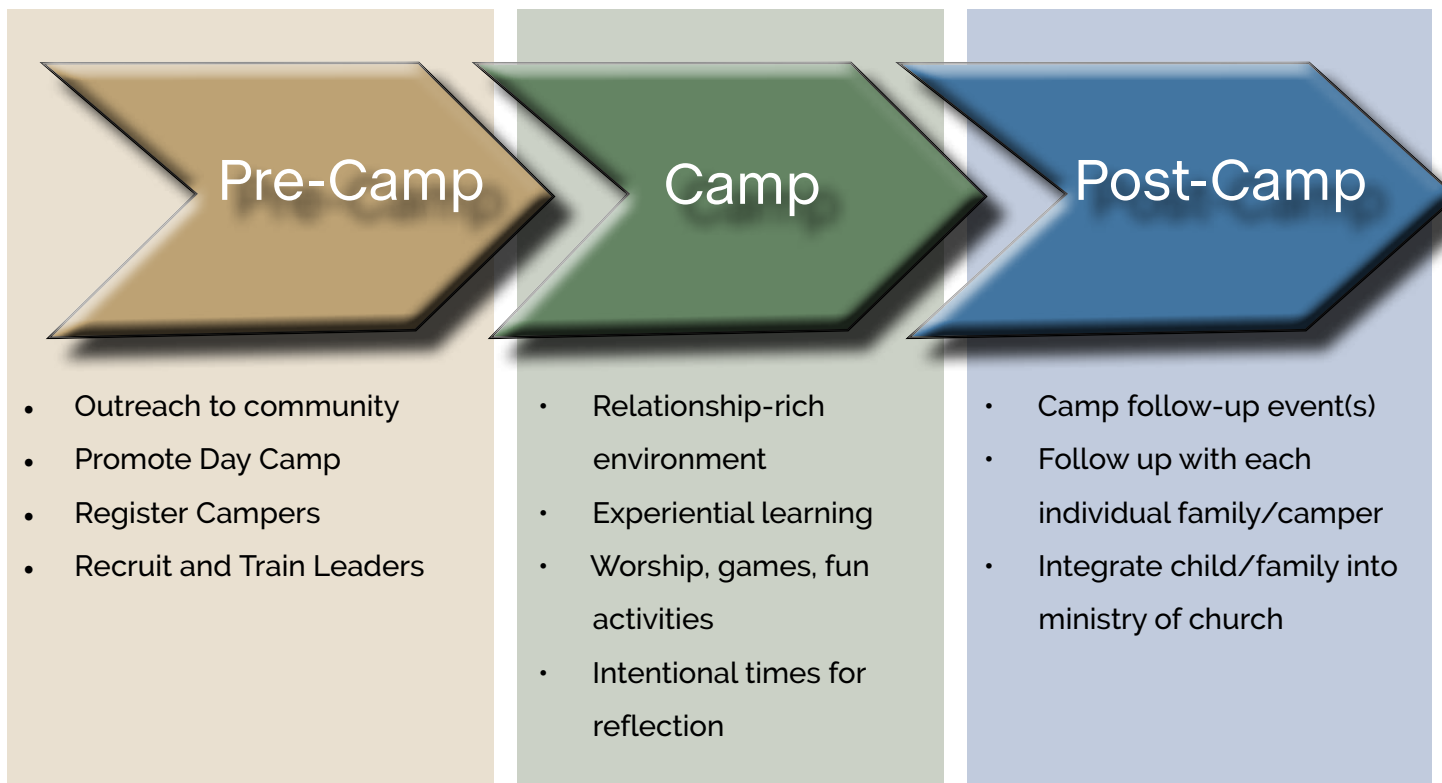 Pre-Camp
Camp
Post-Camp
• Outreach to community
• Promote Day Camp
• Register Campers
• Recruit and Train Leaders
• Relationship-rich
environment
• Experiential learning
• Worship, games, fun
activities
• Intentional times for
reflection
• Camp follow-up event(s)
• Follow up with each
individual family/camper
• Integrate child/family into
ministry of church